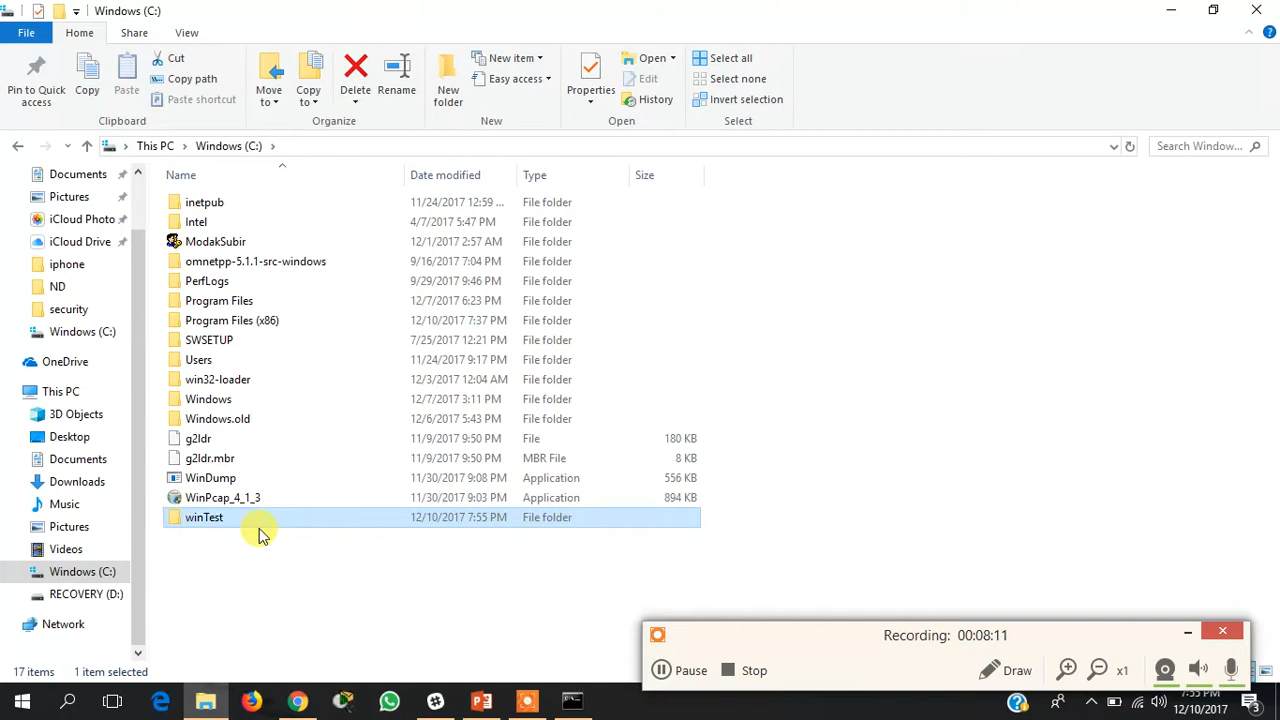 Windows (C:)
File Home Share View
Pin to Quick access
Copy
Paste
Cut
Copy path
Paste shortcut
Clipboard
Move to
Copy to
Delete
Rename
Organize
New folder
New item
Easy access
New
Properties
Open
Edit
History
Open
Select all
Select none
Invert selection
Select
This PC > Windows (C:) >
Search Window...
Documents
Pictures
iCloud Photo
iCloud Drive
iphone
ND
security
Windows (C:)
OneDrive
This PC
3D Objects
Desktop
Documents
Downloads
Music
Pictures
Videos
Windows (C:)
RECOVERY (D:)
Network
Name Date modified Type Size
inetpub 11/24/2017 12:59 ... File folder
Intel 4/7/2017 5:47 PM File folder
ModakSubir 12/1/2017 2:57 AM File folder
omnetpp-5.1.1-src-windows 9/16/2017 7:04 PM File folder
PerfLogs 9/29/2017 9:46 PM File folder
Program Files 12/7/2017 6:23 PM File folder
Program Files (x86) 12/10/2017 7:37 PM File folder
SWSETUP 7/25/2017 12:21 PM File folder
Users 11/24/2017 9:17 PM File folder
win32-loader 12/3/2017 12:04 AM File folder
Windows 12/7/2017 3:11 PM File folder
Windows.old 12/6/2017 5:43 PM File folder
g2ldr 11/9/2017 9:50 PM File 180 KB
g2ldr.mbr 11/9/2017 9:50 PM MBR File 8 KB
WinDump 11/30/2017 9:08 PM Application 556 KB
WinPcap_4_1_3 11/30/2017 9:03 PM Application 894 KB
winTest 12/10/2017 7:55 PM File folder
Recording: 00:08:11
Pause Stop Draw x1
17 items 1 item selected
7:55 PM
12/10/2017
3